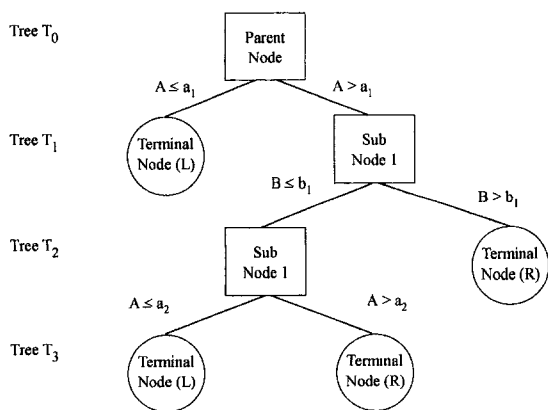 Tree T0
Parent
Node
A ≤ a1
A > a1
Tree T1
Terminal
Node (L)
Sub
Node 1
B ≤ b1
B > b1
Tree T2
Sub
Node 1
Terminal
Node (R)
A ≤ a2
A > a2
Tree T3
Terminal
Node (L)
Terminal
Node (R)